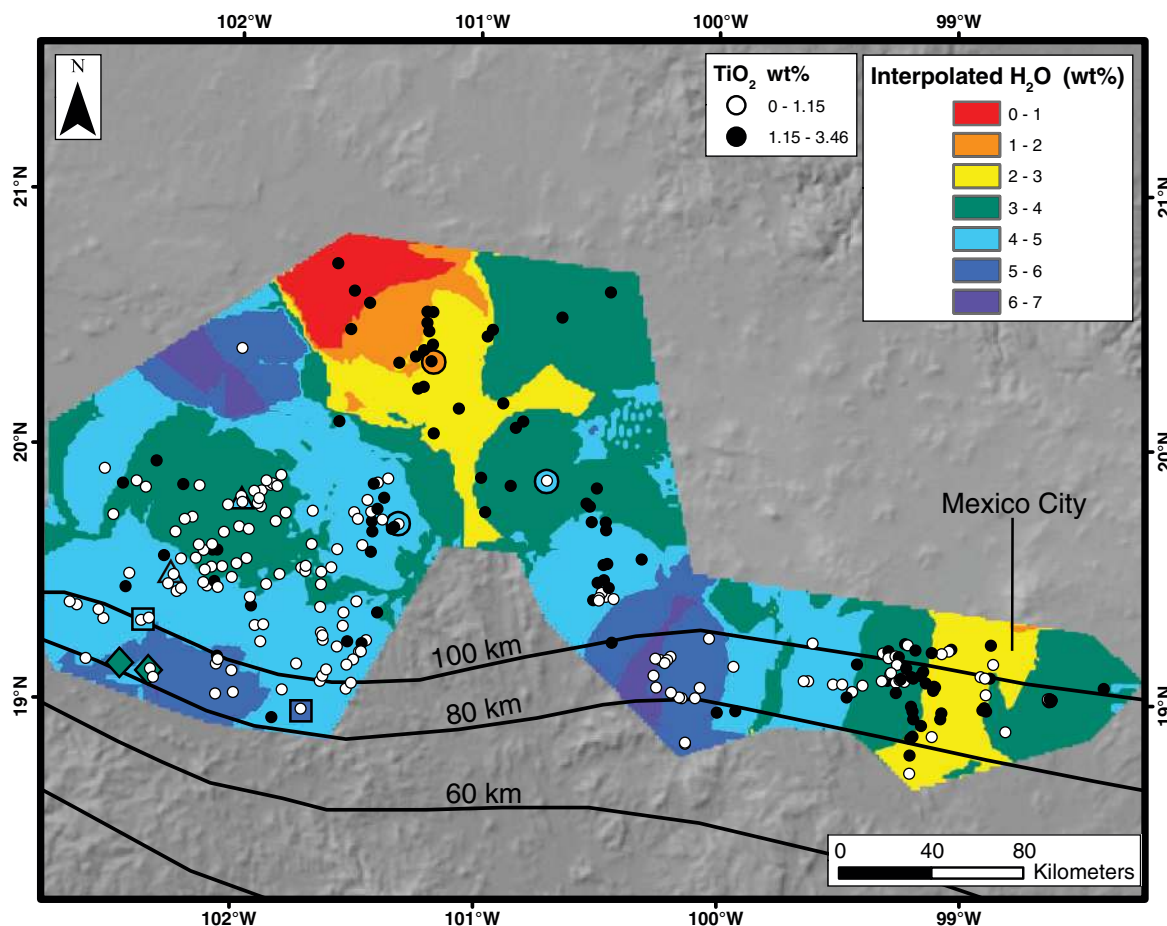 102°W 101°W 100°W 99°W
N
TiO2 wt%
0 - 1.15
1.15 - 3.46
Interpolated H2O (wt%)
0 - 1
1 - 2
2 - 3
3 - 4
4 - 5
5 - 6
6 - 7
21°N 21°N
20°N 20°N
Mexico City
19°N 19°N
100 km
80 km
60 km
0 40 80
Kilometers
102°W 101°W 100°W 99°W